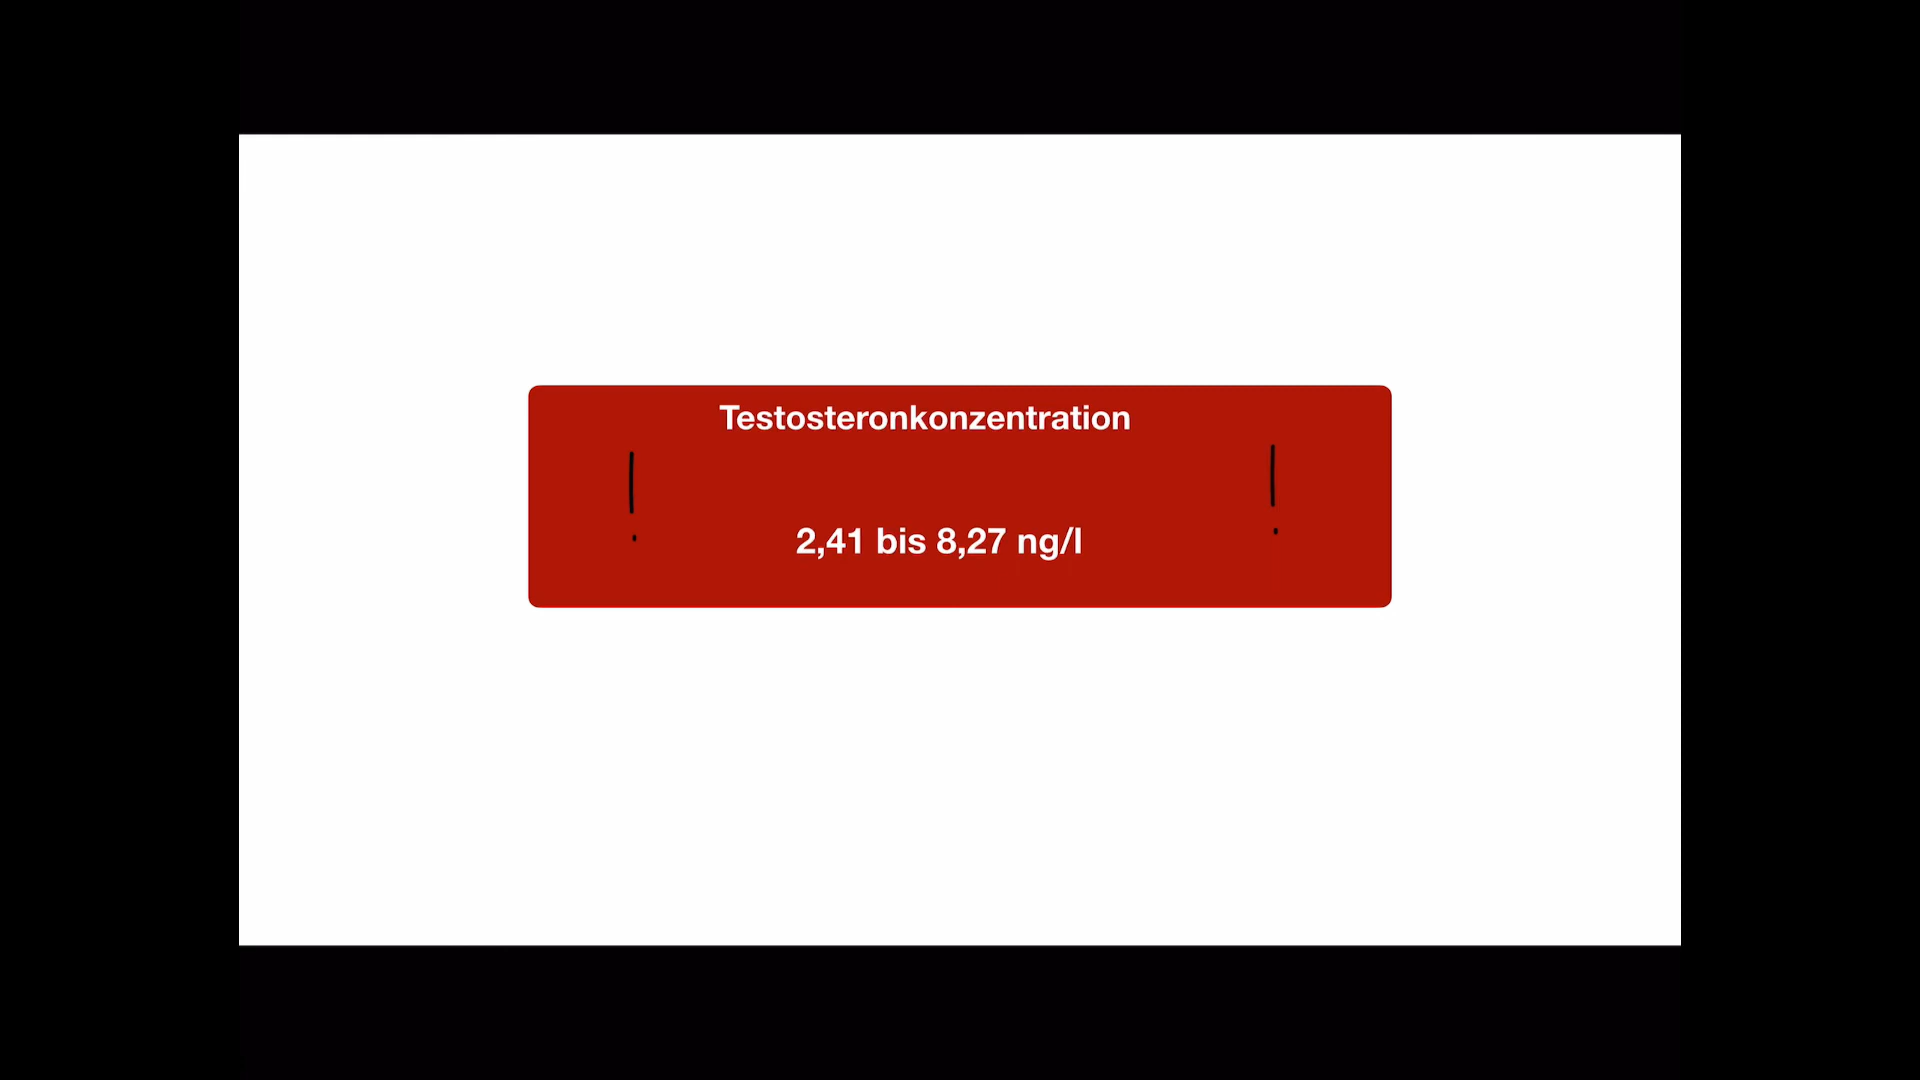 Testosteronkonzentration
! !
2,41 bis 8,27 ng/l